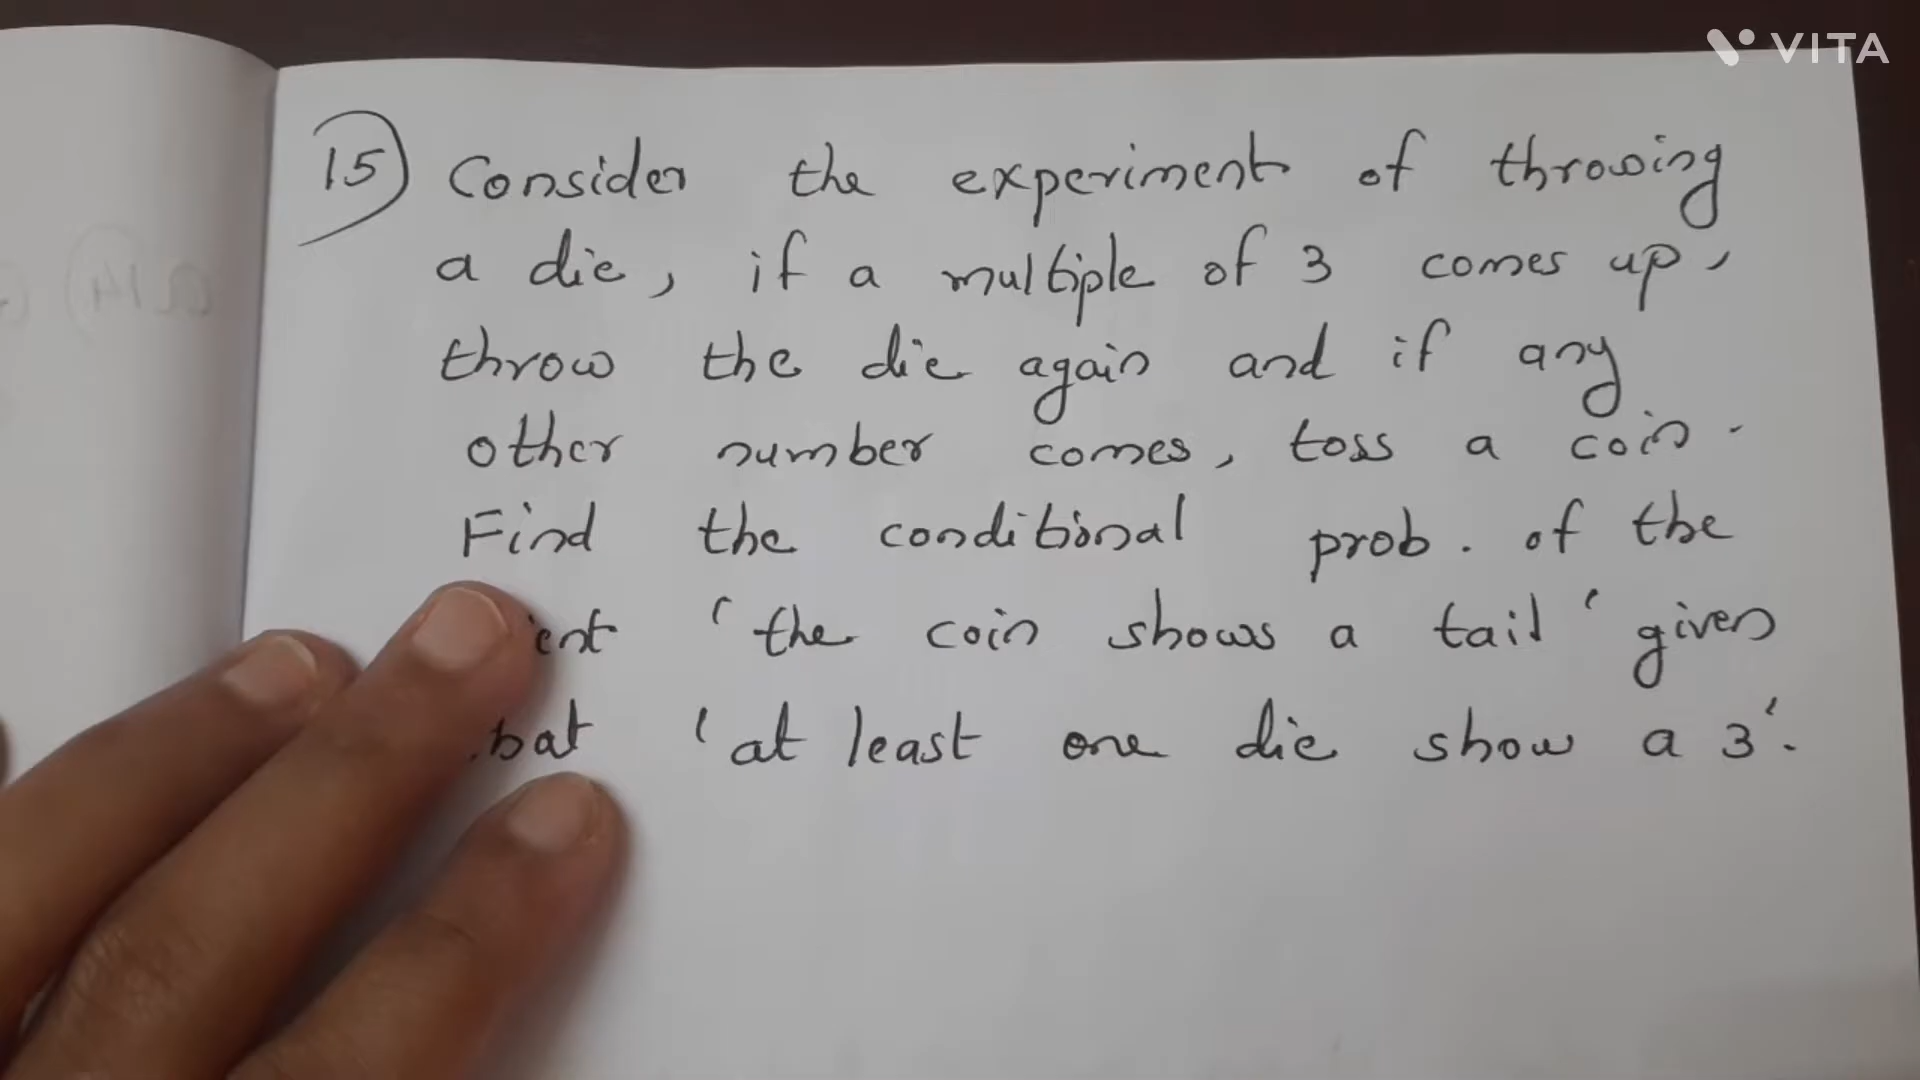 VITA
15) Consider the experiment of throwing
a die, if a multiple of 3 comes up,
throw the die again and if any
other number comes, toss a coin.
Find the conditional prob. of the
ent 'the coin shows a tail' given
hat 'at least one die show a 3'.